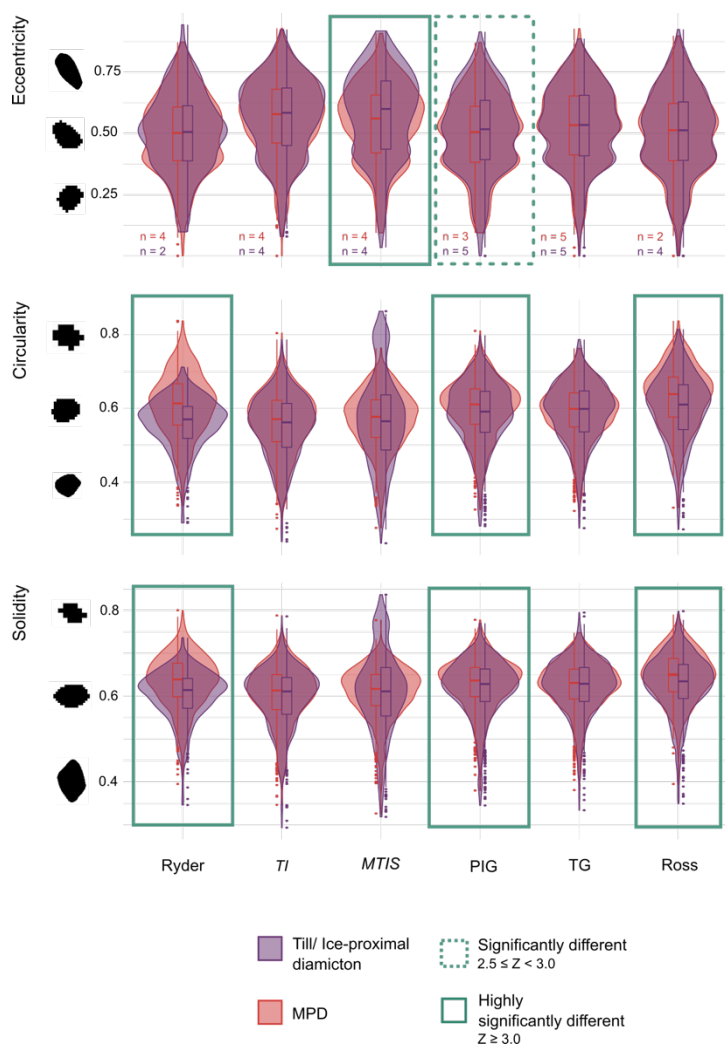 Eccentricity
0.75
0.50
0.25
n = 4
n = 2
n = 4
n = 4
n = 4
n = 4
n = 3
n = 5
n = 5
n = 5
n = 2
n = 4
Circularity
0.8
0.6
0.4
Solidity
0.8
0.6
0.4
Ryder
TI
MTIS
PIG
TG
Ross
Till/ Ice-proximal
diamicton
MPD
Significantly different
2.5 ≤ Z < 3.0
Highly
significantly different
Z ≥ 3.0